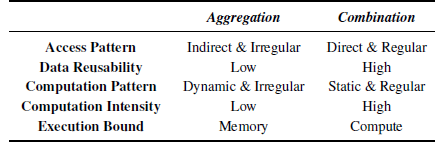 Aggregation Combination
Access Pattern Indirect & Irregular Direct & Regular
Data Reusability Low High
Computation Pattern Dynamic & Irregular Static & Regular
Computation Intensity Low High
Execution Bound Memory Compute